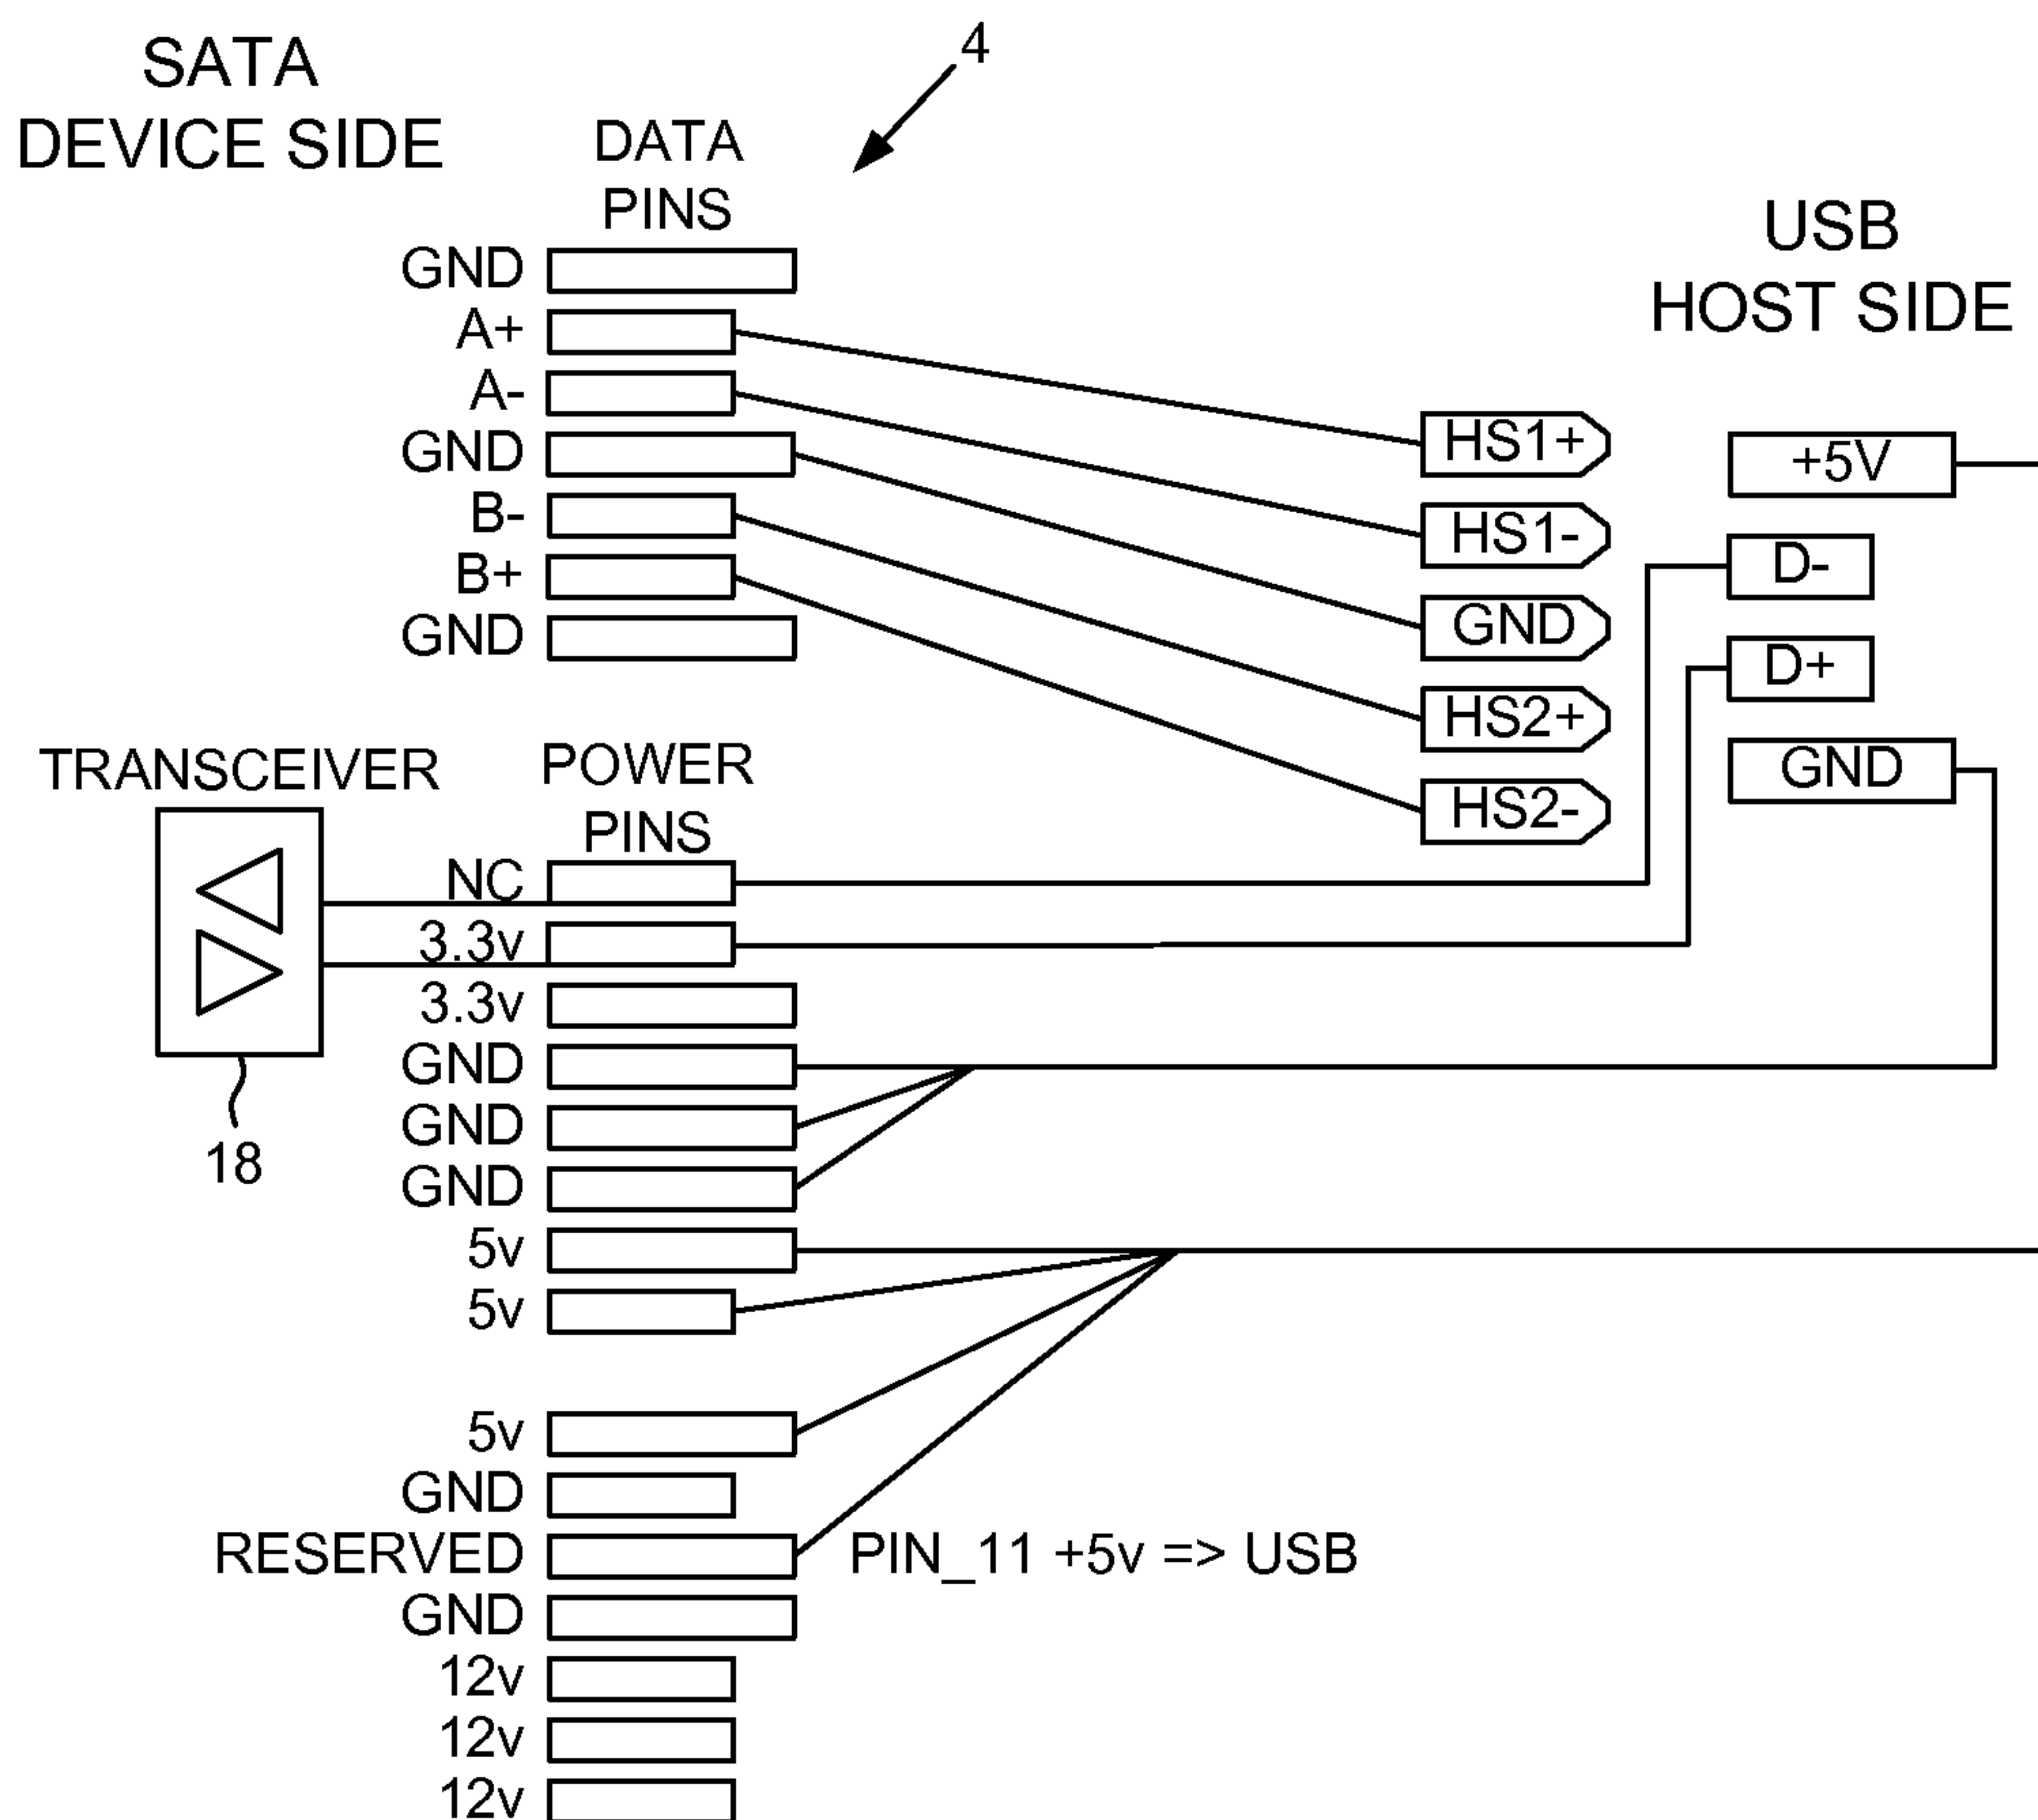 4
SATA
DEVICE SIDE
DATA
PINS
GND
A+
A-
GND
B-
B+
GND
USB
HOST SIDE
HS1+
HS1-
GND
HS2+
HS2-
+5V
D-
D+
GND
TRANSCEIVER
18
POWER
PINS
NC
3.3v
3.3v
GND
GND
GND
5v
5v
5v
GND
RESERVED
PIN_11 +5v => USB
GND
12v
12v
12v